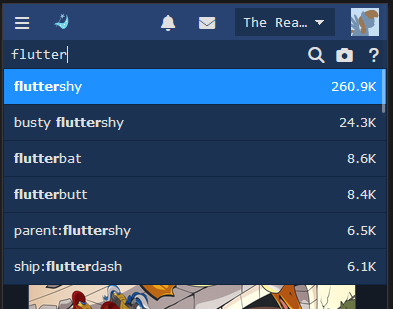 The Rea…
flutter
fluttershy 260.9K
busty fluttershy 24.3K
flutterbat 8.6K
flutterbutt 8.4K
parent:fluttershy 6.5K
ship:flutterdash 6.1K